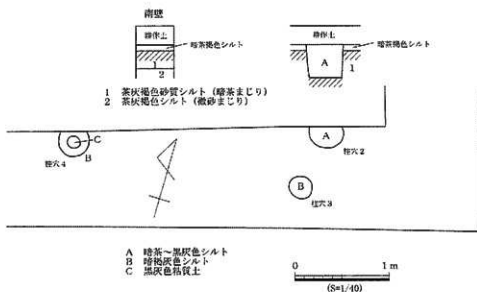 南壁
耕作土
暗茶褐色シルト
1
2
耕作土
暗茶褐色シルト
A
1
1 茶灰褐色砂質シルト（暗茶まじり）
2 茶灰褐色シルト（微砂まじり）
C
B
柱穴4
A
柱穴2
B
柱穴3
A 暗茶～黒灰色シルト
B 暗褐灰色シルト
C 黒灰色粘質土
0 1m
(S=1/40)